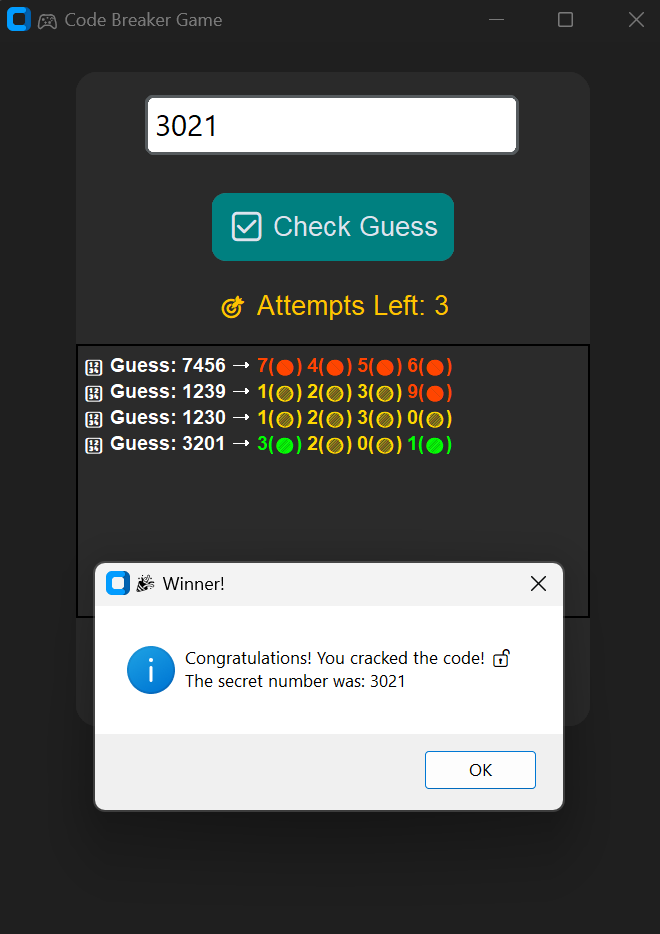 🎮 Code Breaker Game
3021
☑ Check Guess
🎯 Attempts Left: 3
🔢 Guess: 7456 → 7(🔴) 4(🔴) 5(🔴) 6(🔴)
🔢 Guess: 1239 → 1(🟡) 2(🟡) 3(🟡) 9(🔴)
🔢 Guess: 1230 → 1(🟡) 2(🟡) 3(🟡) 0(🟡)
🔢 Guess: 3201 → 3(🟢) 2(🟡) 0(🟡) 1(🟢)
🎉 Winner!
Congratulations! You cracked the code! 🔓
The secret number was: 3021
OK